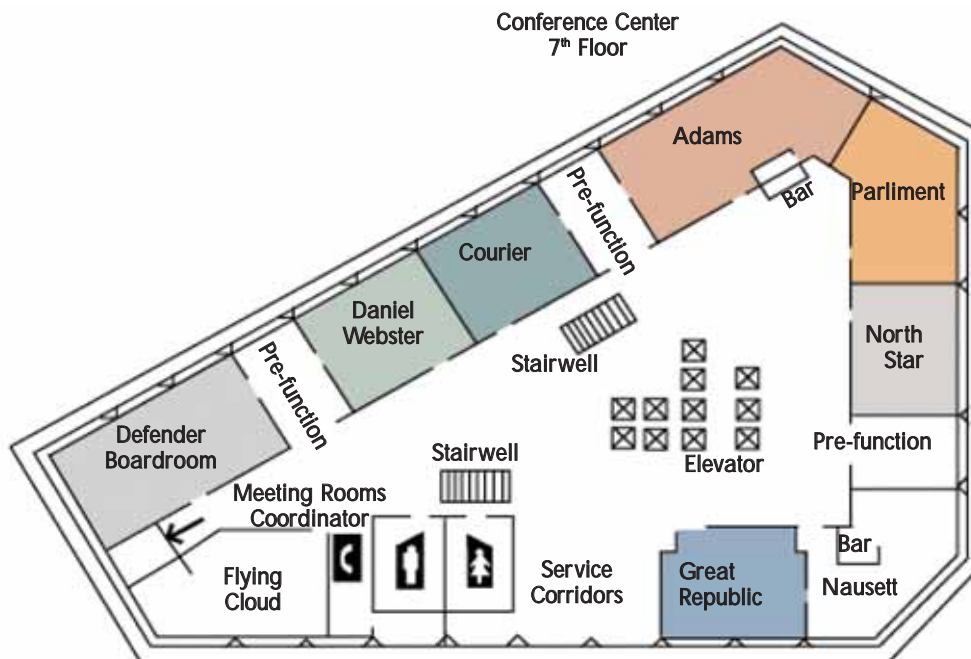 Conference Center
7th Floor
Adams
Pre-function
Bar
Parliment
Courier
Daniel
Webster
Stairwell
North
Star
Pre-function
Defender
Boardroom
Stairwell
Elevator
Pre-function
Meeting Rooms
Coordinator
Flying
Cloud
Service
Corridors
Great
Republic
Bar
Nausett